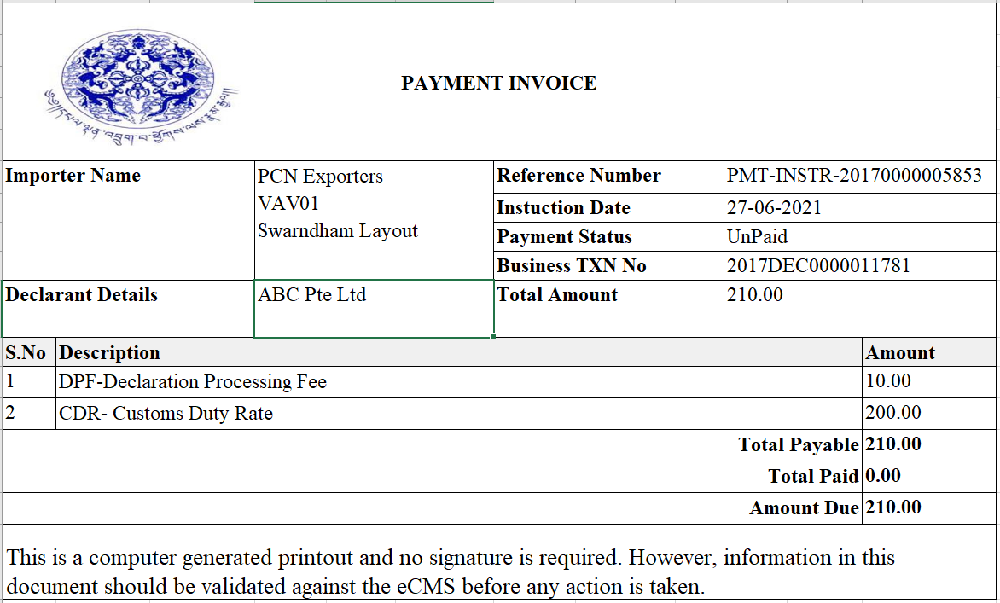 PAYMENT INVOICE
Importer Name
PCN Exporters
VAV01
Swarndham Layout
Reference Number PMT-INSTR-20170000005853
Instuction Date 27-06-2021
Payment Status UnPaid
Business TXN No 2017DEC0000011781
Declarant Details ABC Pte Ltd Total Amount 210.00
S.No Description Amount
1 DPF-Declaration Processing Fee 10.00
2 CDR- Customs Duty Rate 200.00
Total Payable 210.00
Total Paid 0.00
Amount Due 210.00
This is a computer generated printout and no signature is required. However, information in this
document should be validated against the eCMS before any action is taken.